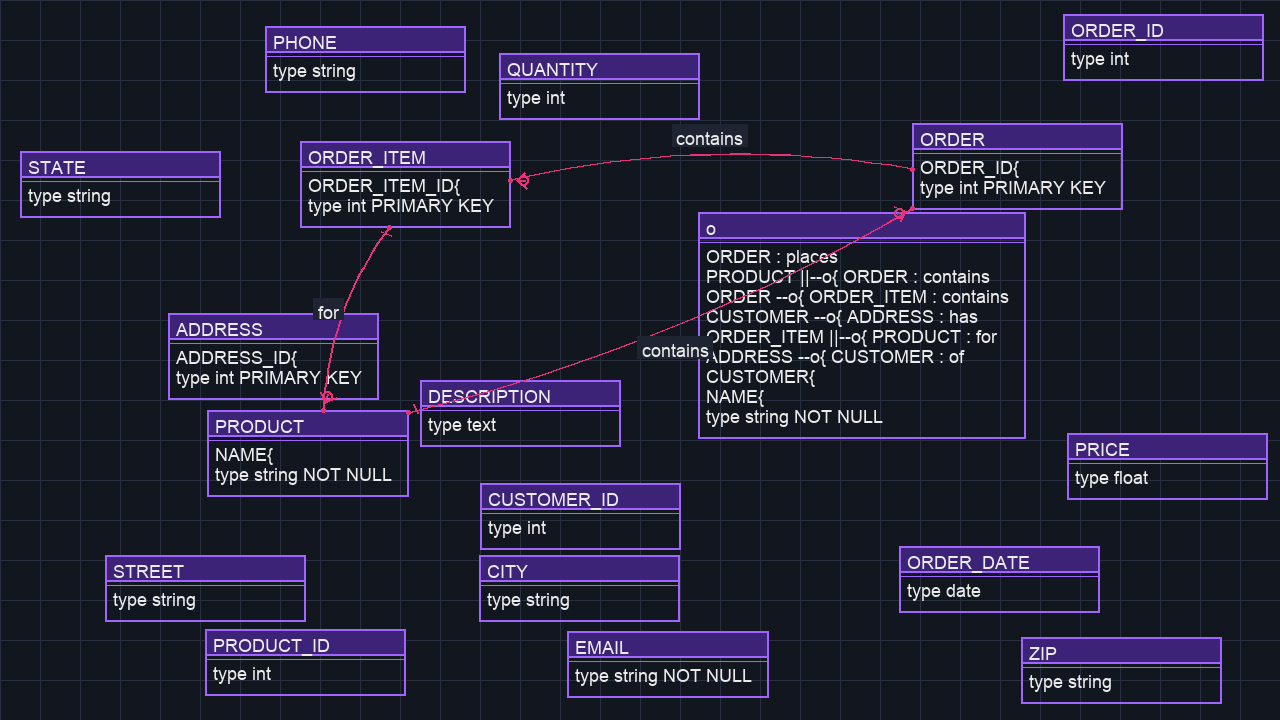 PHONE
type string
QUANTITY
type int
ORDER_ID
type int
STATE
type string
ORDER_ITEM
ORDER_ITEM_ID{
type int PRIMARY KEY
contains
ORDER
ORDER_ID{
type int PRIMARY KEY
o
ORDER : places
PRODUCT ||--o{ ORDER : contains
ORDER --o{ ORDER_ITEM : contains
CUSTOMER --o{ ADDRESS : has
ORDER_ITEM ||--o{ PRODUCT : for
ADDRESS --o{ CUSTOMER : of
CUSTOMER{
NAME{
type string NOT NULL
for
contains
ADDRESS
ADDRESS_ID{
type int PRIMARY KEY
DESCRIPTION
type text
PRODUCT
NAME{
type string NOT NULL
PRICE
type float
CUSTOMER_ID
type int
STREET
type string
CITY
type string
ORDER_DATE
type date
PRODUCT_ID
type int
EMAIL
type string NOT NULL
ZIP
type string